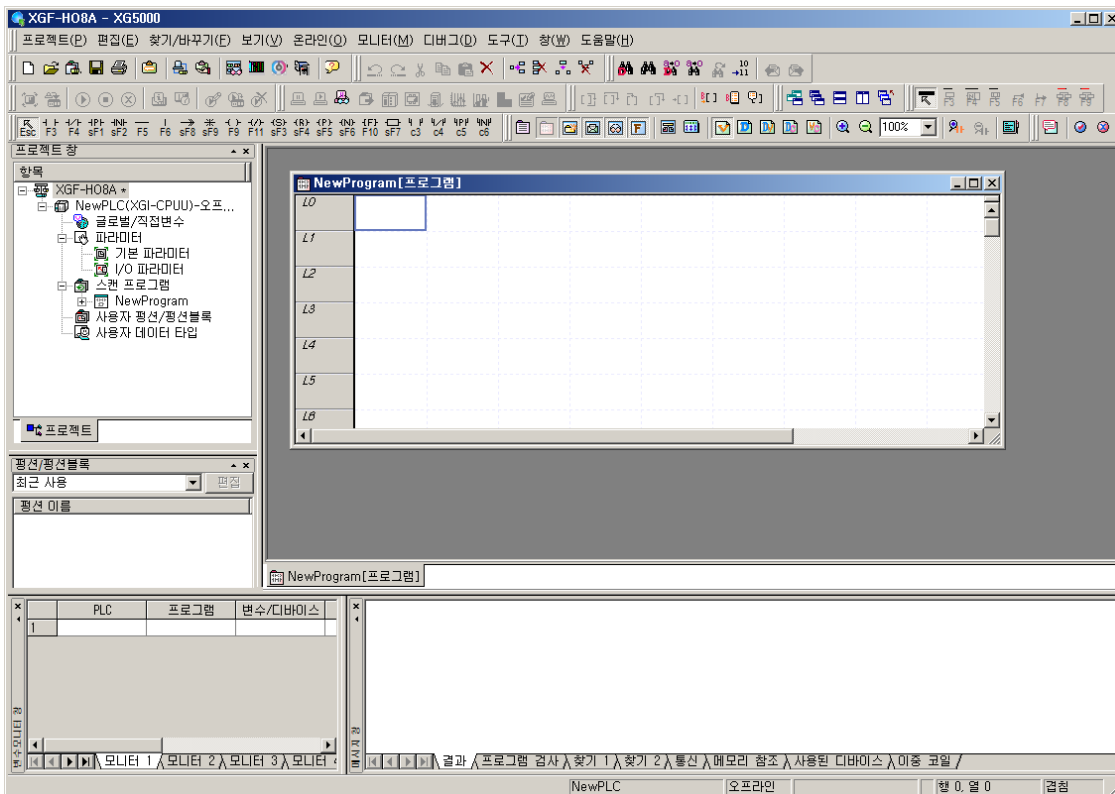 XGF-HO8A - XG5000
프로젝트(P) 편집(E) 찾기/바꾸기(F) 보기(V) 온라인(O) 모니터(M) 디버그(D) 도구(T) 창(W) 도움말(H)
Esc F3 F4 sF1 sF2 F5 F6 sF8 sF9 F9 F11 sF3 sF4 sF5 sF6 F10 sF7 c3 c4 c5 c6
100%
프로젝트 창
항목
XGF-HO8A *
NewPLC(XGI-CPUU)-오프...
글로벌/직접변수
파라미터
기본 파라미터
I/O 파라미터
스캔 프로그램
NewProgram
사용자 펑션/펑션블록
사용자 데이터 타입
프로젝트
NewProgram[프로그램]
L0
L1
L2
L3
L4
L5
L6
펑션/펑션블록
최근 사용
편집
펑션 이름
NewProgram[프로그램]
PLC 프로그램 변수/디바이스
1
모니터 1 모니터 2 모니터 3 모니터 4
결과 프로그램 검사 찾기 1 찾기 2 통신 메모리 참조 사용된 디바이스 이중 코일
NewPLC 오프라인 행 0, 열 0 겹침